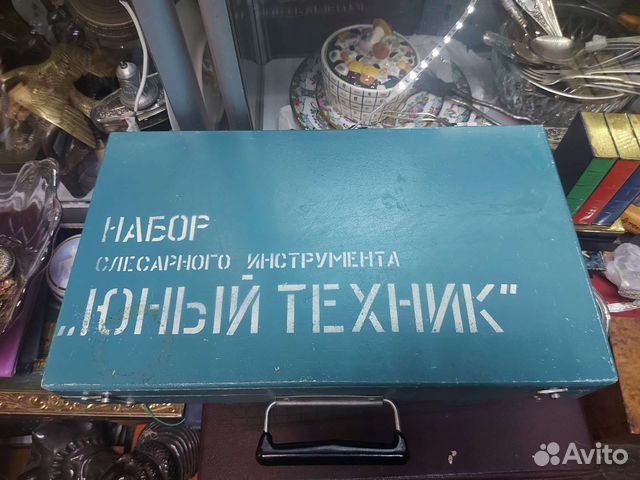 НАБОР
СЛЕСАРНОГО ИНСТРУМЕНТА
„ЮНЫЙ ТЕХНИК"
Avito